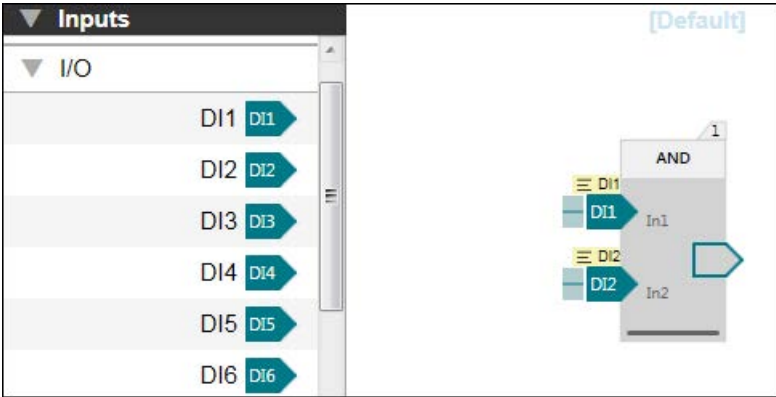 Inputs
I/O
DI1 DI1
DI2 DI2
DI3 DI3
DI4 DI4
DI5 DI5
DI6 DI6
[Default]
1
AND
DI1
DI1
In1
DI2
DI2
In2